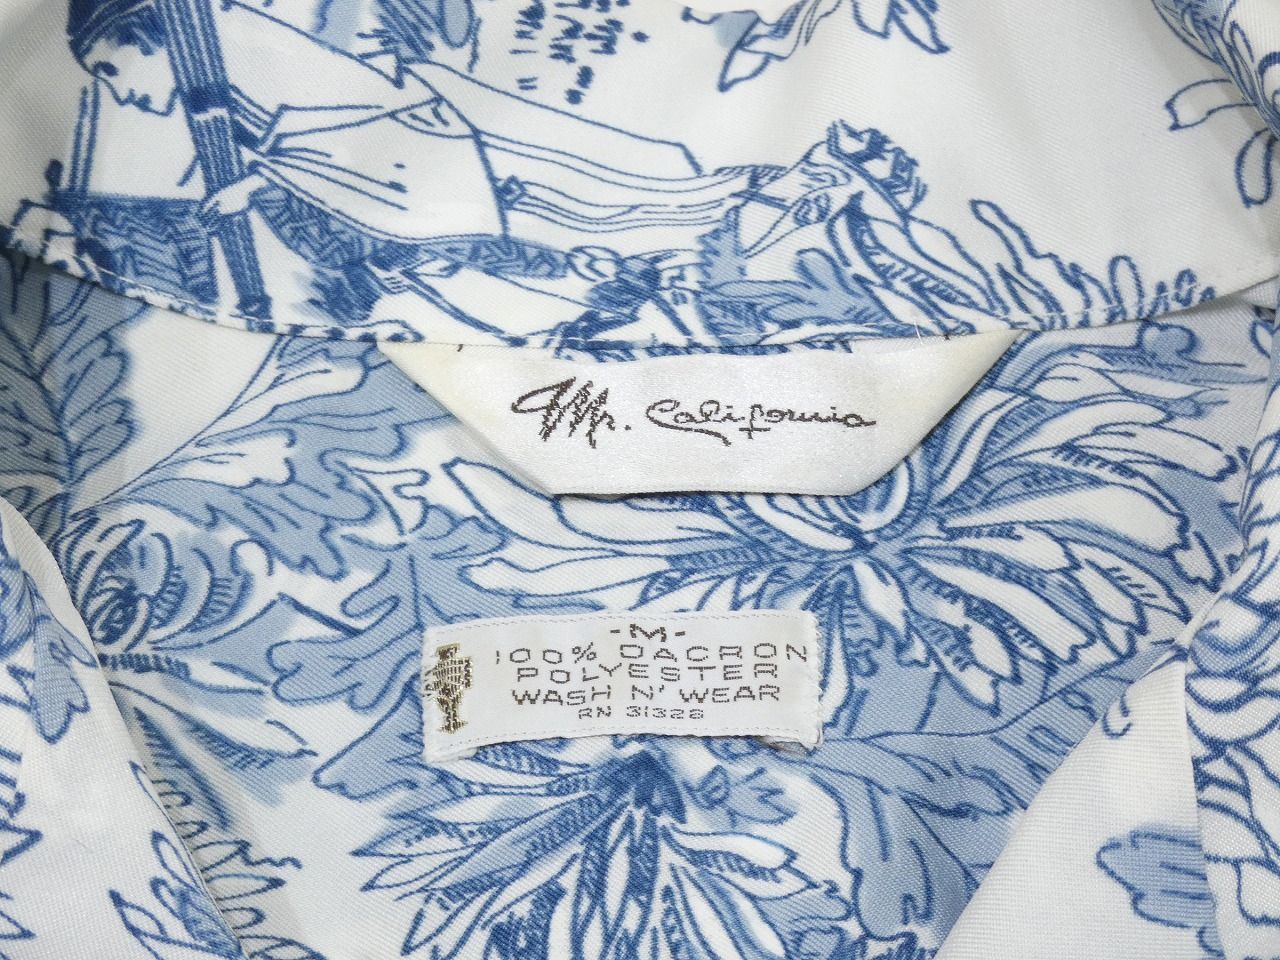 Mr. California
-M-
100% DACRON
POLYESTER
WASH N' WEAR
RN 31328